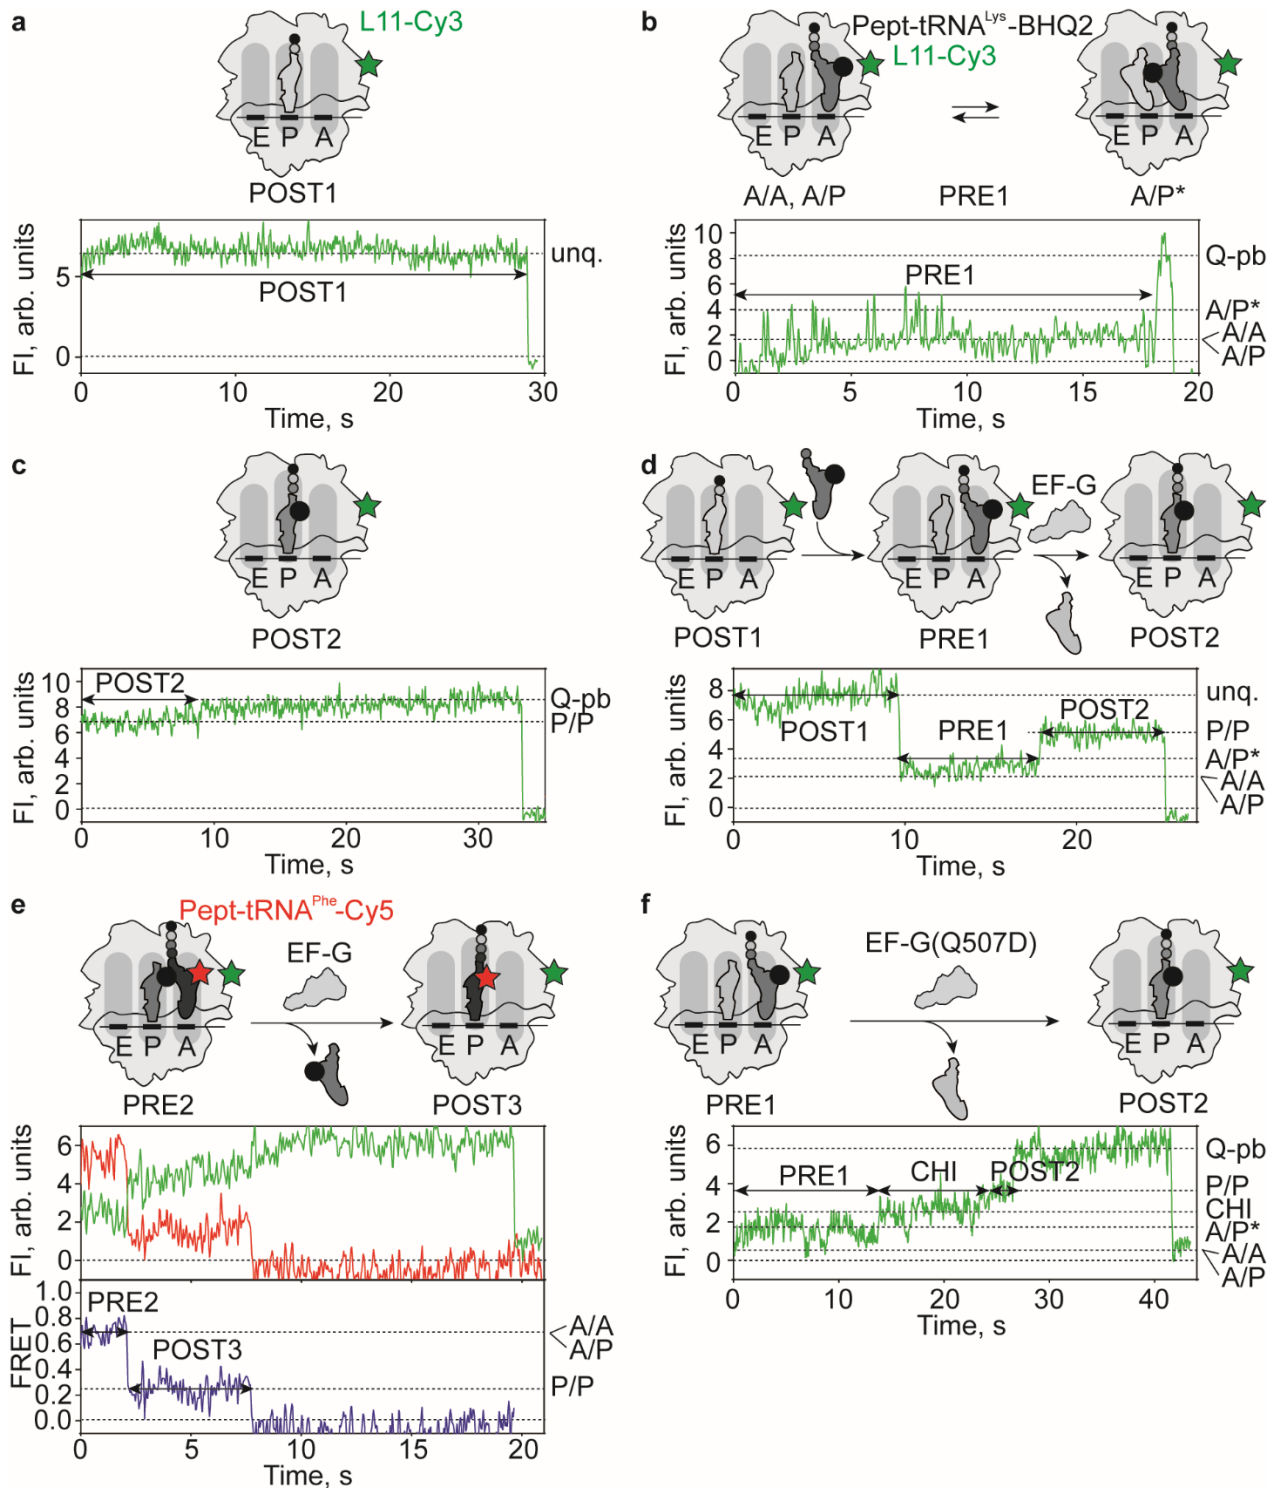 a
L11-Cy3
E P A
POST1
FI, arb. units
5
0
unq.
POST1
0 10 20 30
Time, s
b
Pept-tRNA^Lys-BHQ2
L11-Cy3
E P A
E P A
A/A, A/P PRE1 A/P*
FI, arb. units
10
8
6
4
2
0
PRE1
Q-pb
A/P*
A/A
A/P
0 5 10 15 20
Time, s
c
E P A
POST2
FI, arb. units
10
8
6
4
2
0
POST2
Q-pb
P/P
0 10 20 30
Time, s
d
EF-G
E P A
E P A
E P A
POST1 PRE1 POST2
FI, arb. units
8
6
4
2
0
POST1
PRE1
POST2
unq.
P/P
A/P*
A/A
A/P
0 10 20
Time, s
e
Pept-tRNA^Phe-Cy5
EF-G
E P A
E P A
PRE2 POST3
FI, arb. units
6
4
2
0
FRET
1.0
0.8
0.6
0.4
0.2
0.0
PRE2
POST3
A/A
A/P
P/P
0 5 10 15 20
Time, s
f
EF-G(Q507D)
E P A
E P A
PRE1 POST2
FI, arb. units
6
4
2
0
PRE1 CHI POST2
Q-pb
P/P
CHI
A/P*
A/A
A/P
0 10 20 30 40
Time, s